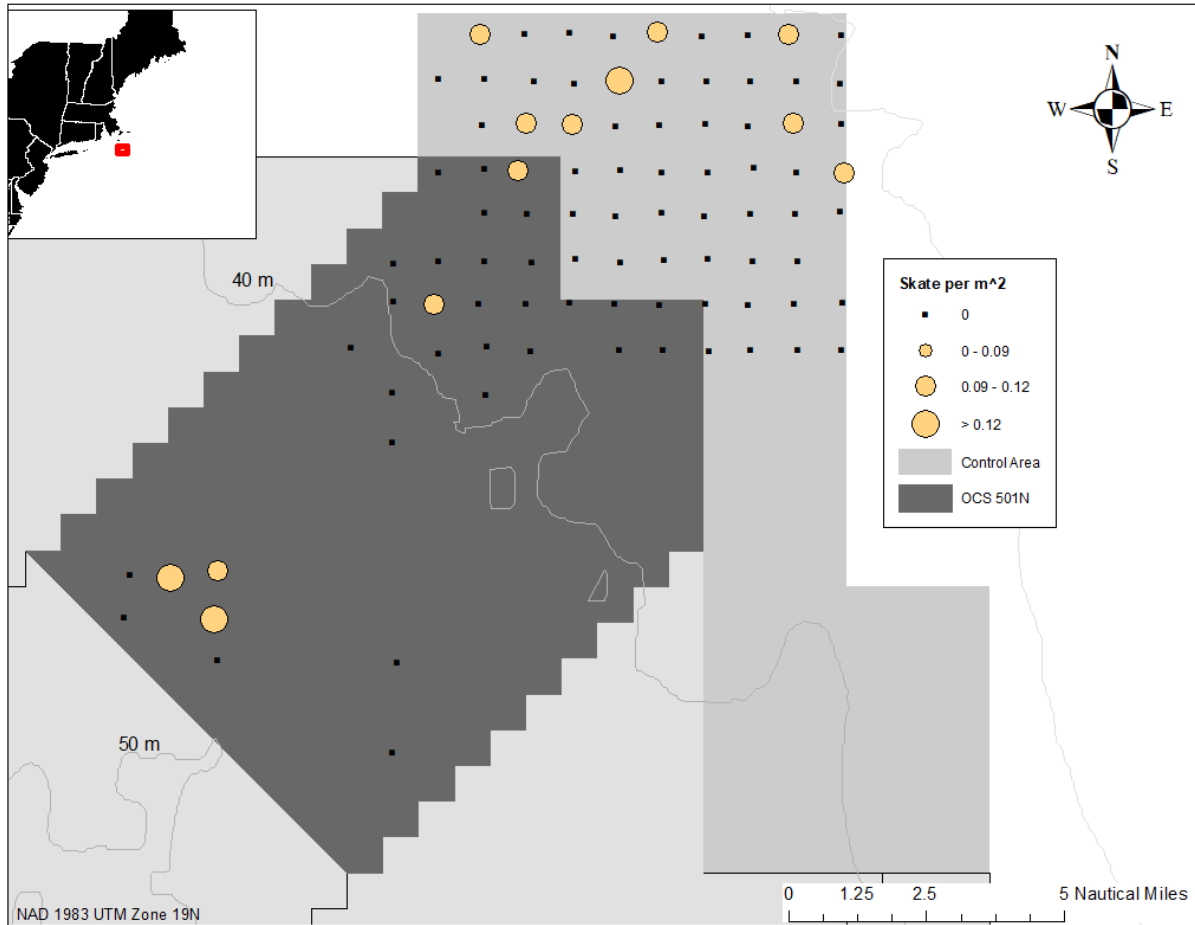 N
W
E
S
40 m
Skate per m^2
0
0 - 0.09
0.09 - 0.12
> 0.12
Control Area
OCS 501N
50 m
0 1.25 2.5 5 Nautical Miles
NAD 1983 UTM Zone 19N